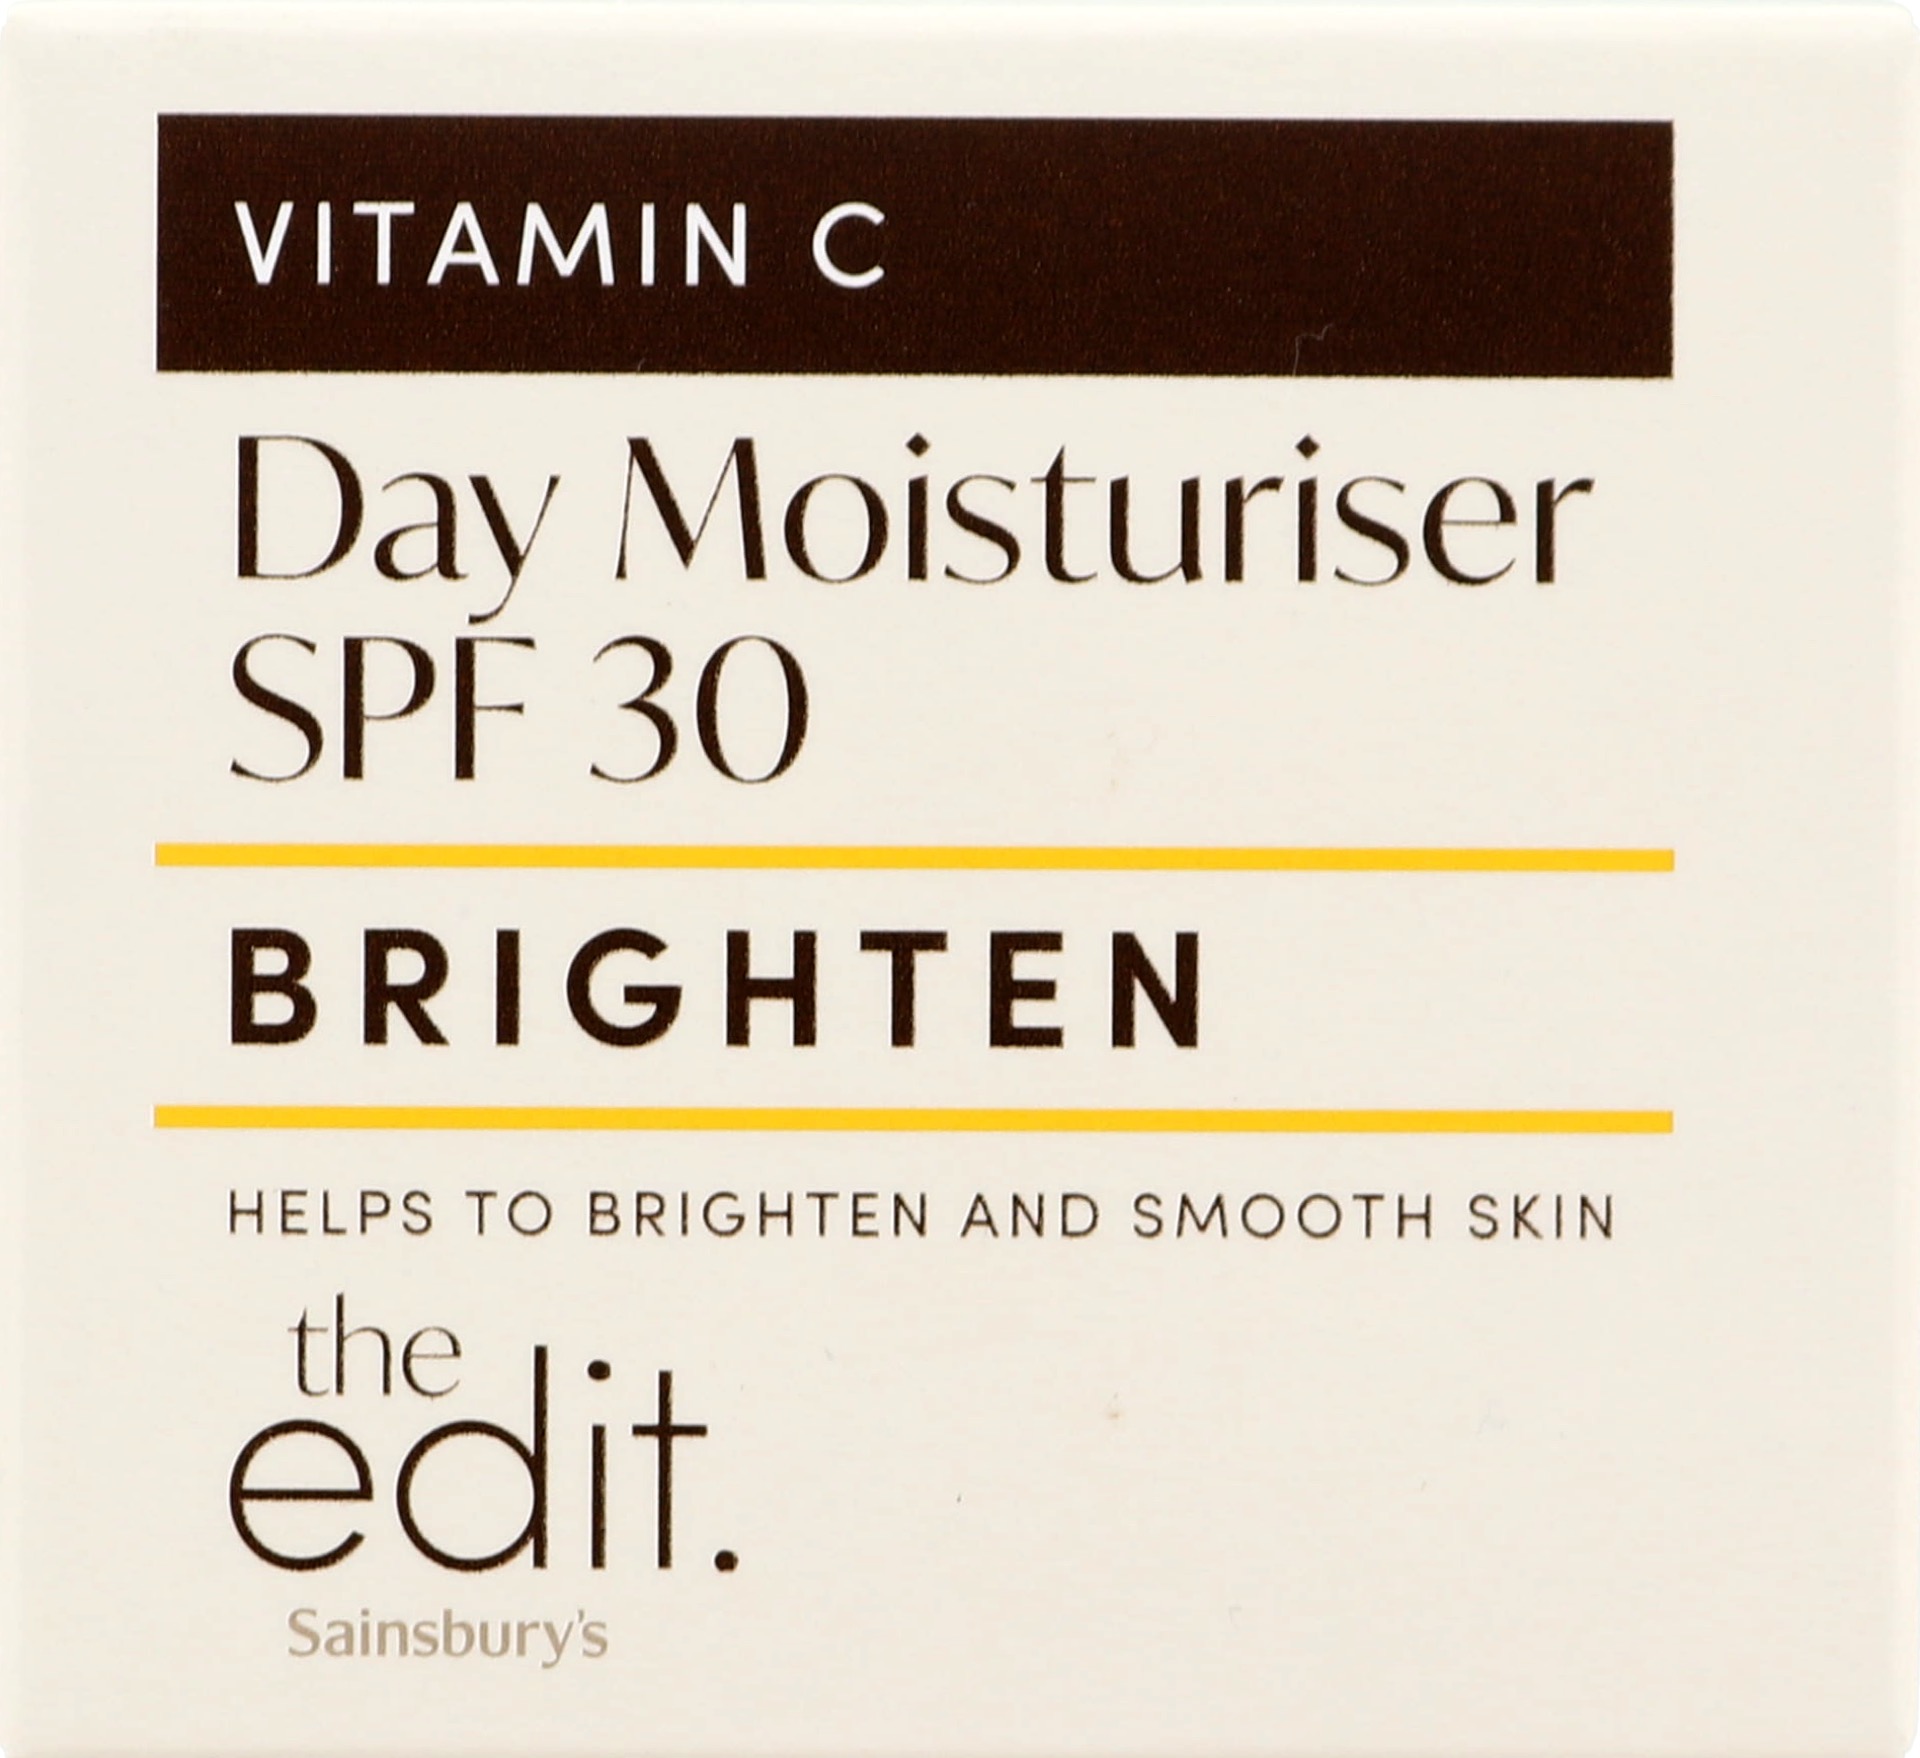 VITAMIN C
Day Moisturiser
SPF 30
BRIGHTEN
HELPS TO BRIGHTEN AND SMOOTH SKIN
the
edit.
Sainsbury's